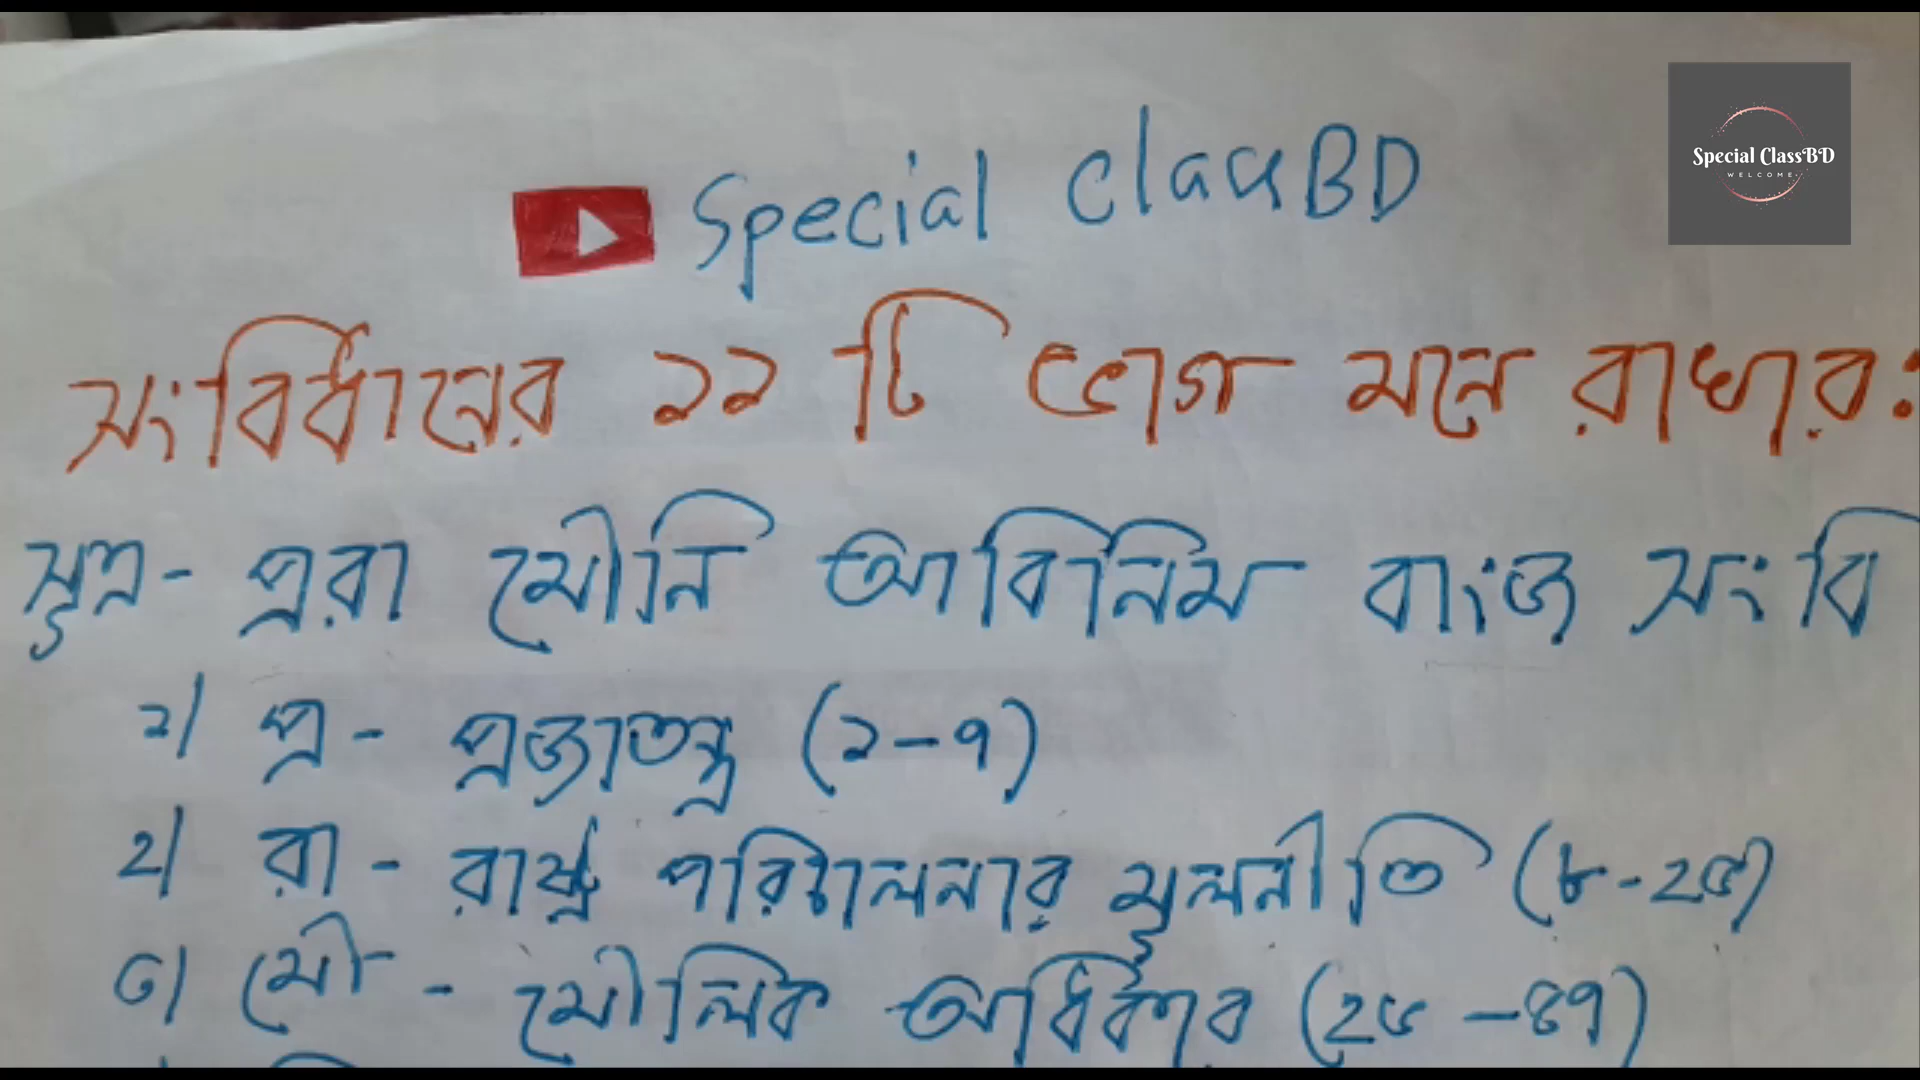 Special ClassBD
WELCOME
Special ClassBD
সংবিধানের ১১ টি ভাগ মনে রাখার:
সূত্র- প্ররা মৌনি আবিনিম বাংজ সংবি
১। প্র - প্রজাতন্ত্র (১-৭)
২। রা - রাষ্ট্র পরিচালনার মূলনীতি (৮-২৫)
৩। মৌ - মৌলিক অধিকার (২৬-৪৭)